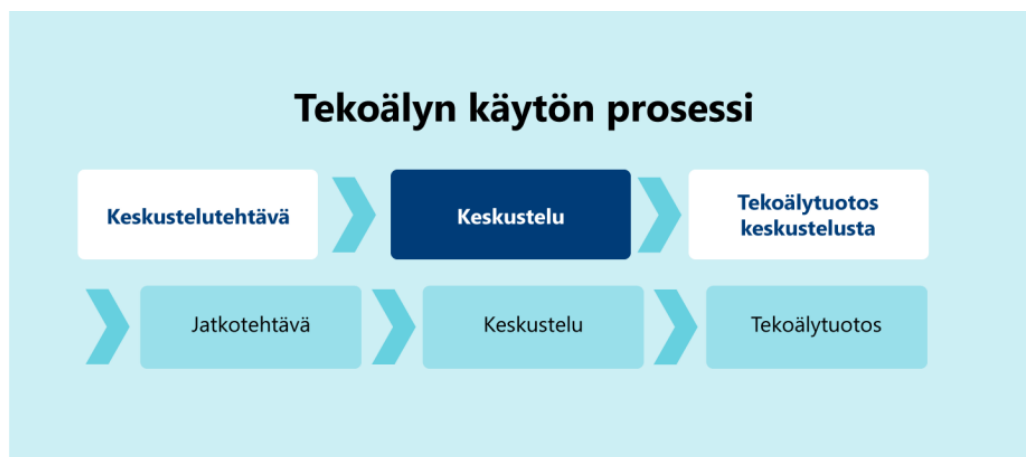 Tekoälyn käytön prosessi
Keskustelutehtävä
Keskustelu
Tekoälytuotos
keskustelusta
Jatkotehtävä
Keskustelu
Tekoälytuotos